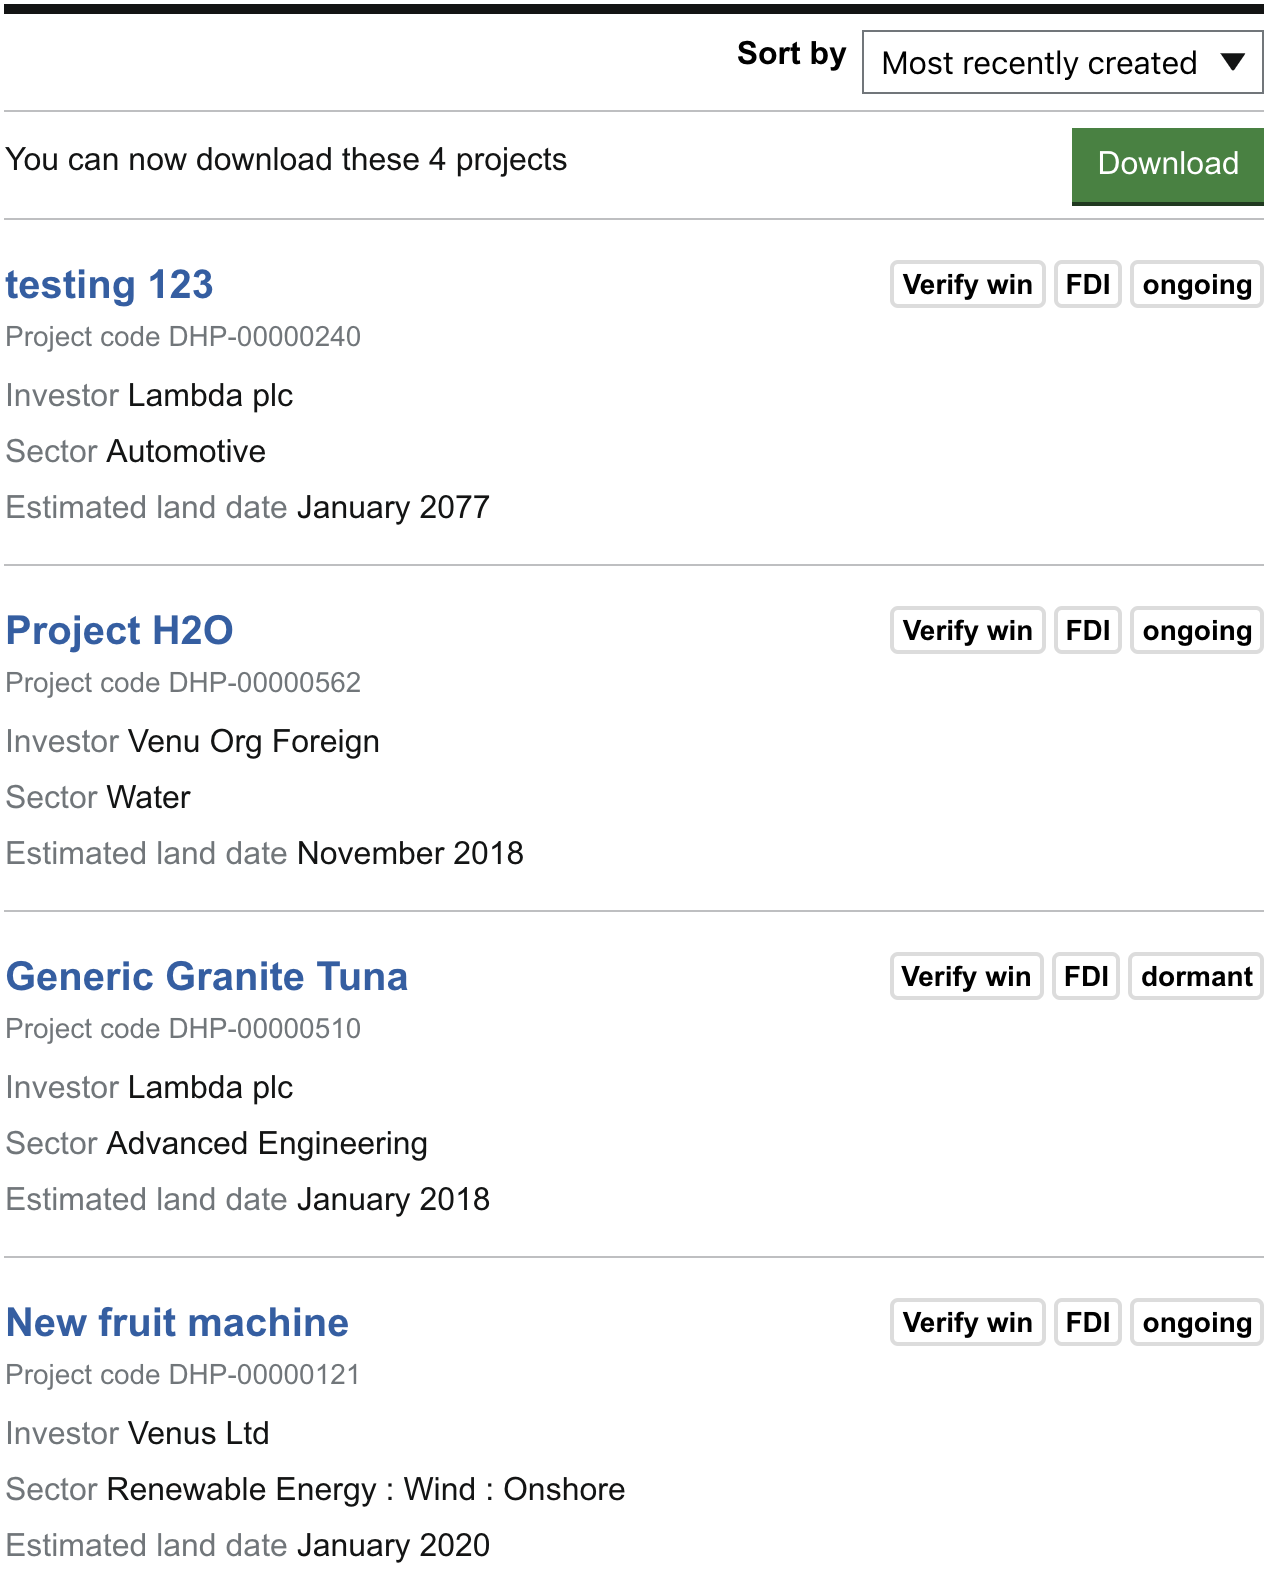 Sort by Most recently created
You can now download these 4 projects Download
testing 123 Verify win FDI ongoing
Project code DHP-00000240
Investor Lambda plc
Sector Automotive
Estimated land date January 2077
Project H2O Verify win FDI ongoing
Project code DHP-00000562
Investor Venu Org Foreign
Sector Water
Estimated land date November 2018
Generic Granite Tuna Verify win FDI dormant
Project code DHP-00000510
Investor Lambda plc
Sector Advanced Engineering
Estimated land date January 2018
New fruit machine Verify win FDI ongoing
Project code DHP-00000121
Investor Venus Ltd
Sector Renewable Energy : Wind : Onshore
Estimated land date January 2020